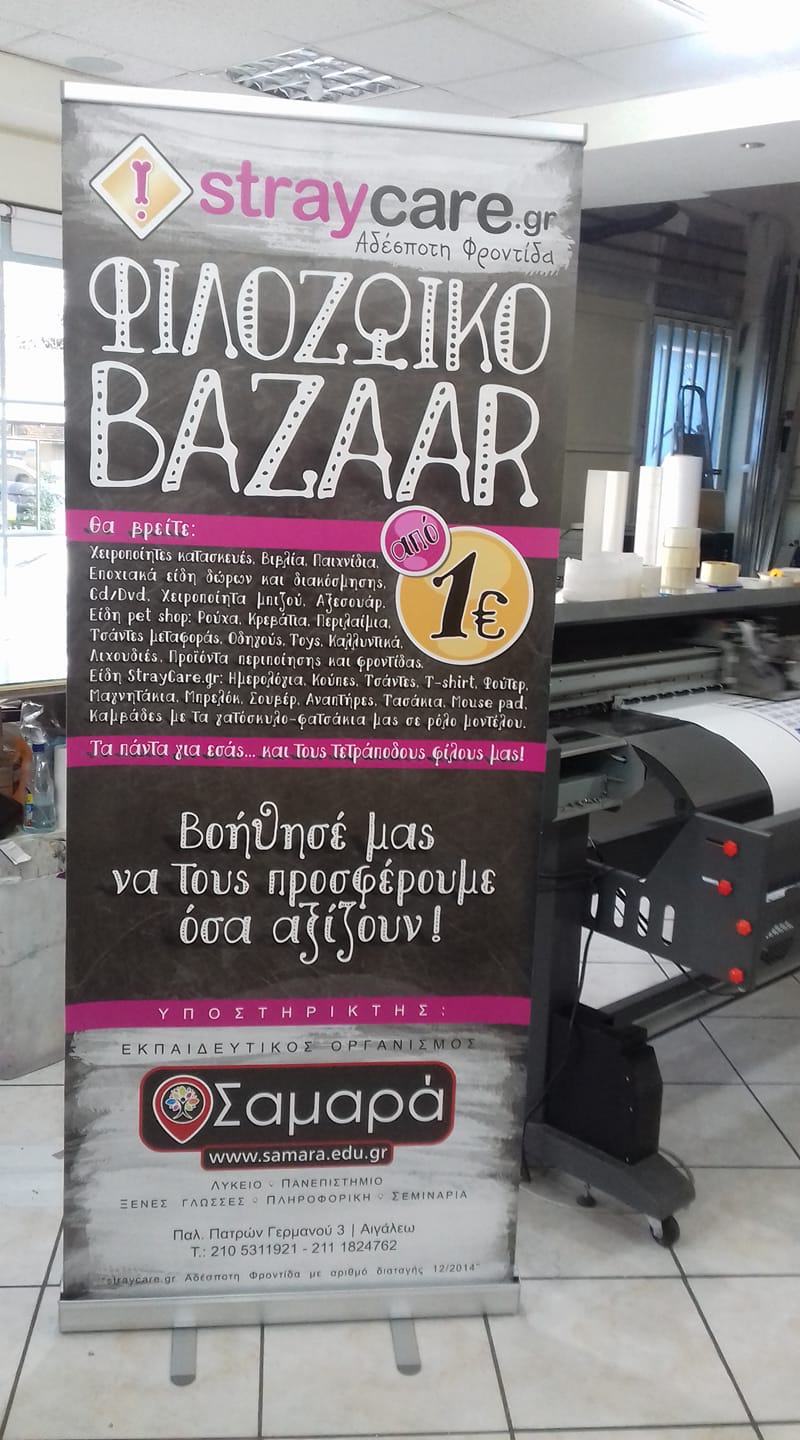 straycare.gr
Αδέσποτη Φροντίδα
ΦΙΛΟΖΩΙΚΟ
BAZAAR
Θα βρείτε:
από
1€
Χειροποίητες κατασκευές, Βιβλία, Παιχνίδια,
Εποχιακά είδη δώρων και διακόσμησης,
Cd/Dvd, Χειροποίητα μπιζού, Αξεσουάρ.
Είδη pet shop: Ρούχα, Κρεβάτια, Περιλαίμια,
Τσάντες μεταφοράς, Οδηγούς, Toys, Καλλυντικά,
Λιχουδιές, Προϊόντα περιποίησης και φροντίδας.
Είδη StrayCare.gr: Ημερολόγια, Κούπες, Τσάντες, T-shirt, Φούτερ,
Μαγνητάκια, Μπρελόκ, Σουβέρ, Αναπτήρες, Τασάκια, Mouse pad,
Καμβάδες με τα γατόσκυλο-φατσάκια μας σε ρόλο μοντέλου.
Τα πάντα για εσάς... και τους τετράποδους φίλους μας!
Βοήθησέ μας
να τους προσφέρουμε
όσα αξίζουν!
ΥΠΟΣΤΗΡΙΚΤΗΣ:
ΕΚΠΑΙΔΕΥΤΙΚΟΣ ΟΡΓΑΝΙΣΜΟΣ
Σαμαρά
www.samara.edu.gr
ΛΥΚΕΙΟ ◦ ΠΑΝΕΠΙΣΤΗΜΙΟ
ΞΕΝΕΣ ΓΛΩΣΣΕΣ ◦ ΠΛΗΡΟΦΟΡΙΚΗ ◦ ΣΕΜΙΝΑΡΙΑ
Παλ. Πατρών Γερμανού 3 | Αιγάλεω
Τ.: 210 5311921 - 211 1824762
"straycare.gr Αδέσποτη Φροντίδα με αριθμό διαταγής 12/2014"